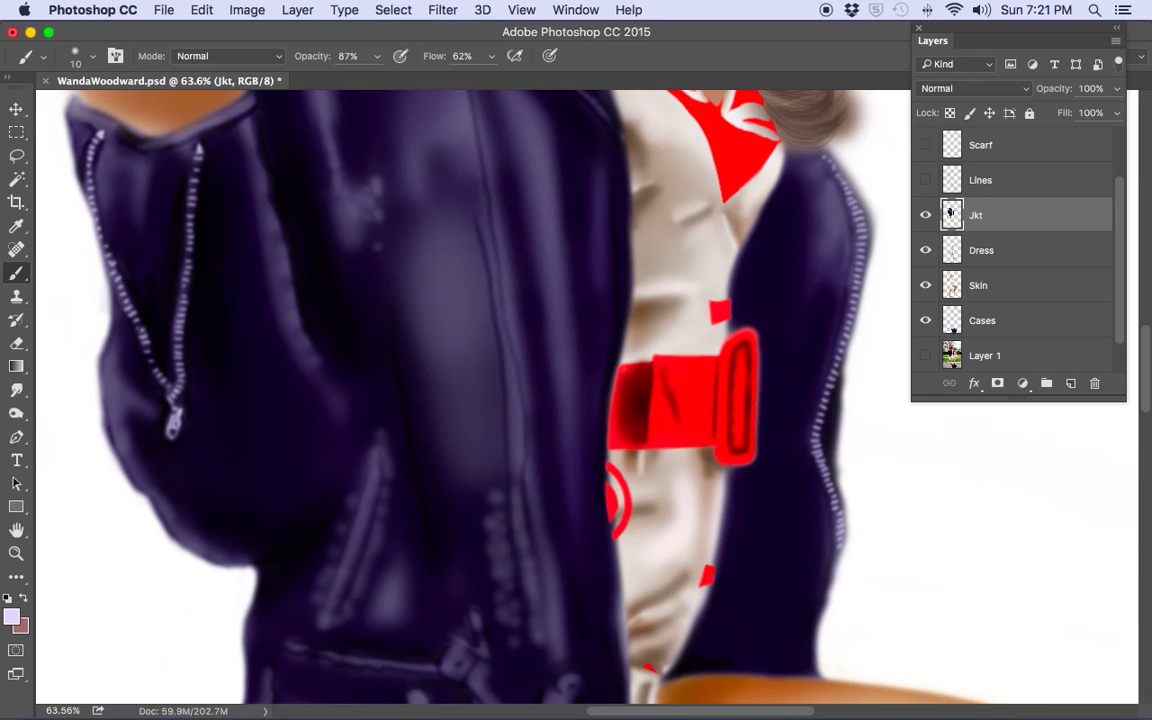 Photoshop CC File Edit Image Layer Type Select Filter 3D View Window Help Sun 7:21 PM
Adobe Photoshop CC 2015
10 Mode: Normal Opacity: 87% Flow: 62%
WandaWoodward.psd @ 63.6% (Jkt, RGB/8) *
Layers
Kind
Normal Opacity: 100%
Lock: Fill: 100%
Scarf
Lines
Jkt
Dress
Skin
Cases
Layer 1
fx
63.56% Doc: 59.9M/202.7M